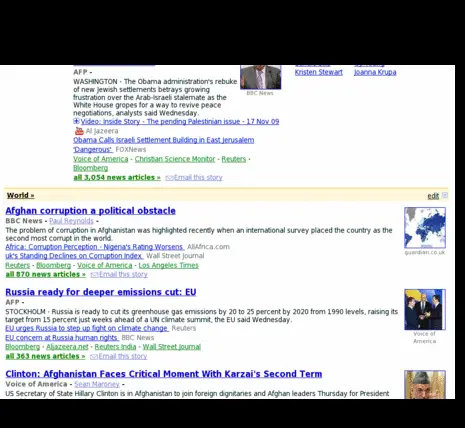 Kristen Stewart Joanna Krupa
AFP -
WASHINGTON - The Obama administration's rebuke
of new Jewish settlements betrays growing
frustration over the Arab-Israeli stalemate as the
White House gropes for a way to revive peace
negotiations, analysts said Wednesday.
BBC News
Video: Inside Story - The pending Palestinian issue - 17 Nov 09
Al Jazeera
Obama Calls Israeli Settlement Building in East Jerusalem
'Dangerous' FOXNews
Voice of America - Christian Science Monitor - Reuters -
Bloomberg
all 3,054 news articles » Email this story
World » edit
Afghan corruption a political obstacle
BBC News - Paul Reynolds -
The problem of corruption in Afghanistan was highlighted recently when an international survey placed the country as the
second most corrupt in the world.
Africa: Corruption Perception - Nigeria's Rating Worsens AllAfrica.com
uk's Standing Declines on Corruption Index Wall Street Journal
Reuters - Bloomberg - Voice of America - Los Angeles Times
all 870 news articles » Email this story
guardian.co.uk
Russia ready for deeper emissions cut: EU
AFP -
STOCKHOLM - Russia is ready to cut its greenhouse gas emissions by 20 to 25 percent by 2020 from 1990 levels, raising its
target from 15 percent just weeks ahead of a UN climate summit, the EU said Wednesday.
EU urges Russia to step up fight on climate change Reuters
EU concern at Russia human rights BBC News
Bloomberg - Aljazeera.net - Reuters India - Wall Street Journal
all 363 news articles » Email this story
Voice of
America
Clinton: Afghanistan Faces Critical Moment With Karzai's Second Term
Voice of America - Sean Maroney -
US Secretary of State Hillary Clinton is in Afghanistan to join foreign dignitaries and Afghan leaders Thursday for President